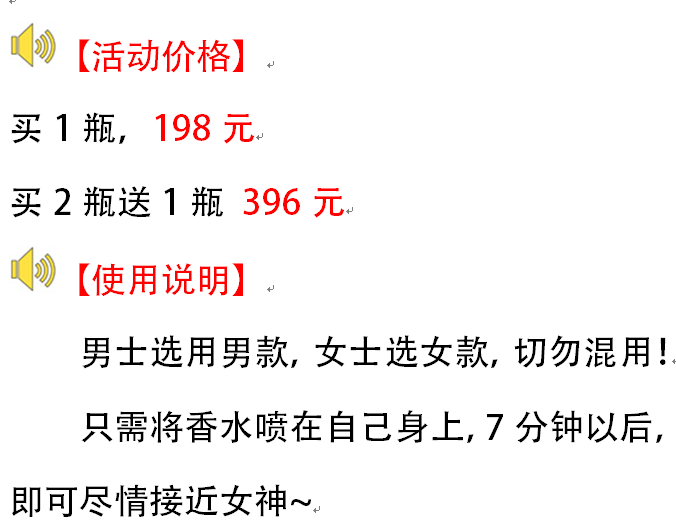 【活动价格】
买 1 瓶，198 元
买 2 瓶送 1 瓶 396 元
【使用说明】
男士选用男款，女士选女款，切勿混用！
只需将香水喷在自己身上，7 分钟以后，
即可尽情接近女神~